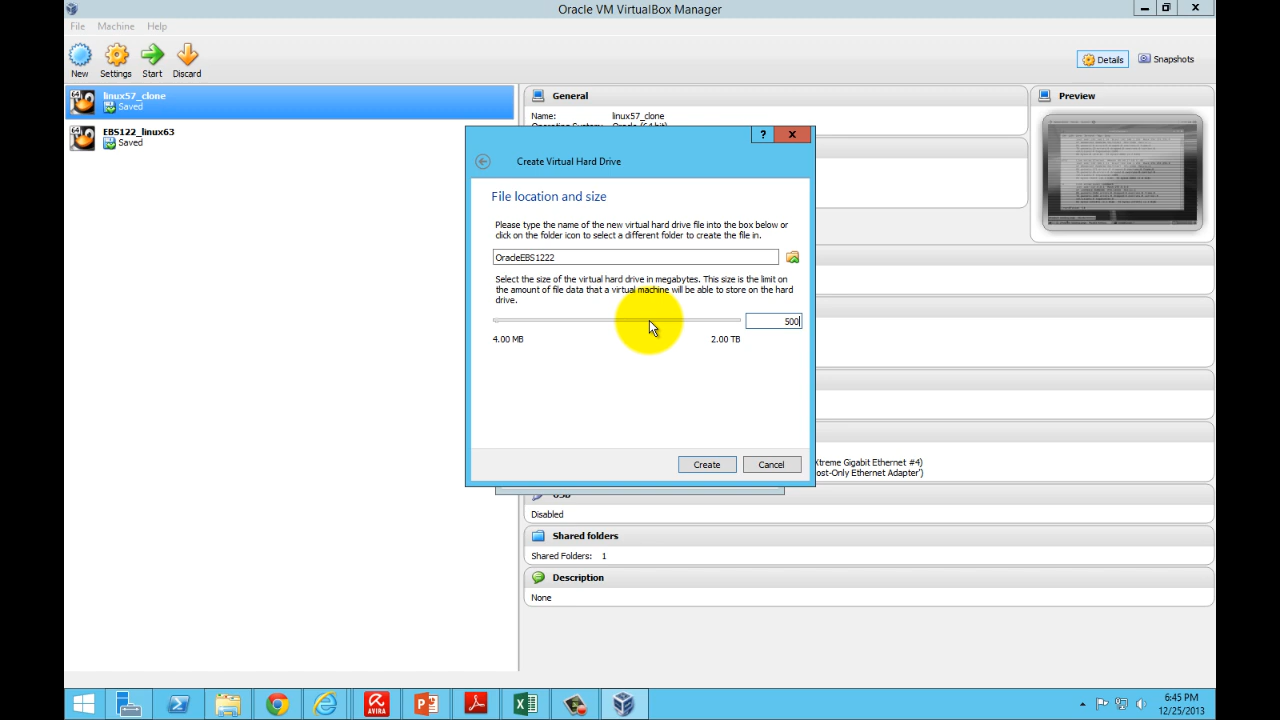 Oracle VM VirtualBox Manager
File Machine Help
New Settings Start Discard
Details Snapshots
linux57_clone
Saved
EBS122_linux63
Saved
General
Name: linux57_clone
Preview
? x
Create Virtual Hard Drive
File location and size
Please type the name of the new virtual hard drive file into the box below or
click on the folder icon to select a different folder to create the file in.
OracleEBS1222
Select the size of the virtual hard drive in megabytes. This size is the limit on
the amount of file data that a virtual machine will be able to store on the hard
drive.
500
4.00 MB 2.00 TB
Create Cancel
Xtreme Gigabit Ethernet #4)
ost-Only Ethernet Adapter')
USB
Disabled
Shared folders
Shared Folders: 1
Description
None
6:45 PM
12/25/2013